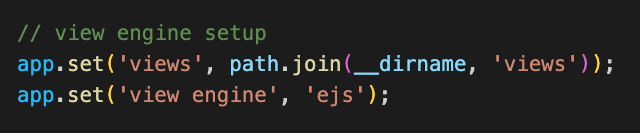 // view engine setup
app.set('views', path.join(__dirname, 'views'));
app.set('view engine', 'ejs');